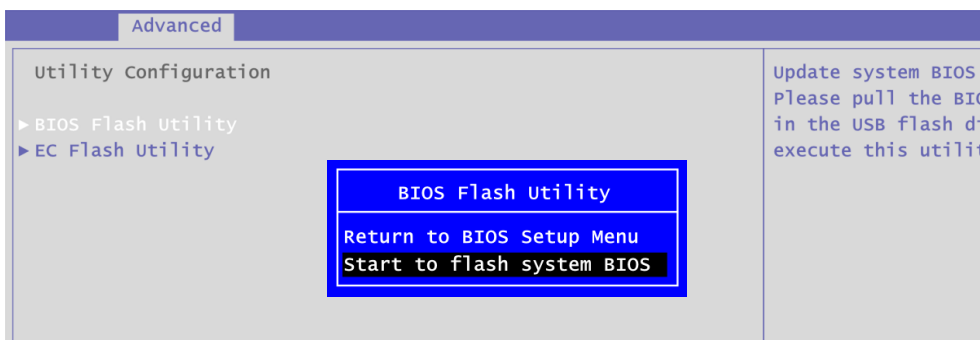 Advanced
Utility Configuration
▶ BIOS Flash Utility
▶ EC Flash Utility
BIOS Flash Utility
Return to BIOS Setup Menu
Start to flash system BIOS
Update system BIOS
Please pull the
in the USB flash
execute this